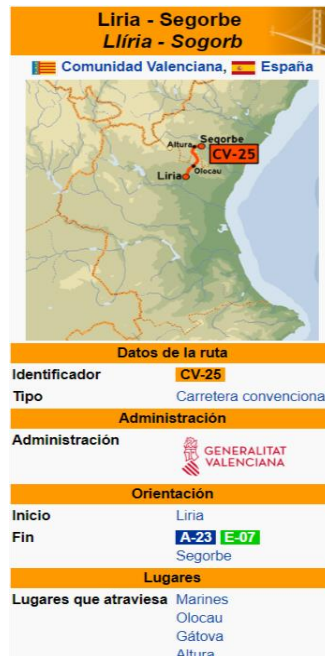 Liria - Segorbe
Llíria - Sogorb
Comunidad Valenciana, España
Segorbe
Altura
CV-25
Olocau
Liria
Datos de la ruta
Identificador CV-25
Tipo Carretera convenciona
Administración
Administración GENERALITAT
VALENCIANA
Orientación
Inicio Liria
Fin A-23 E-07
Segorbe
Lugares
Lugares que atraviesa Marines
Olocau
Gátova
Altura